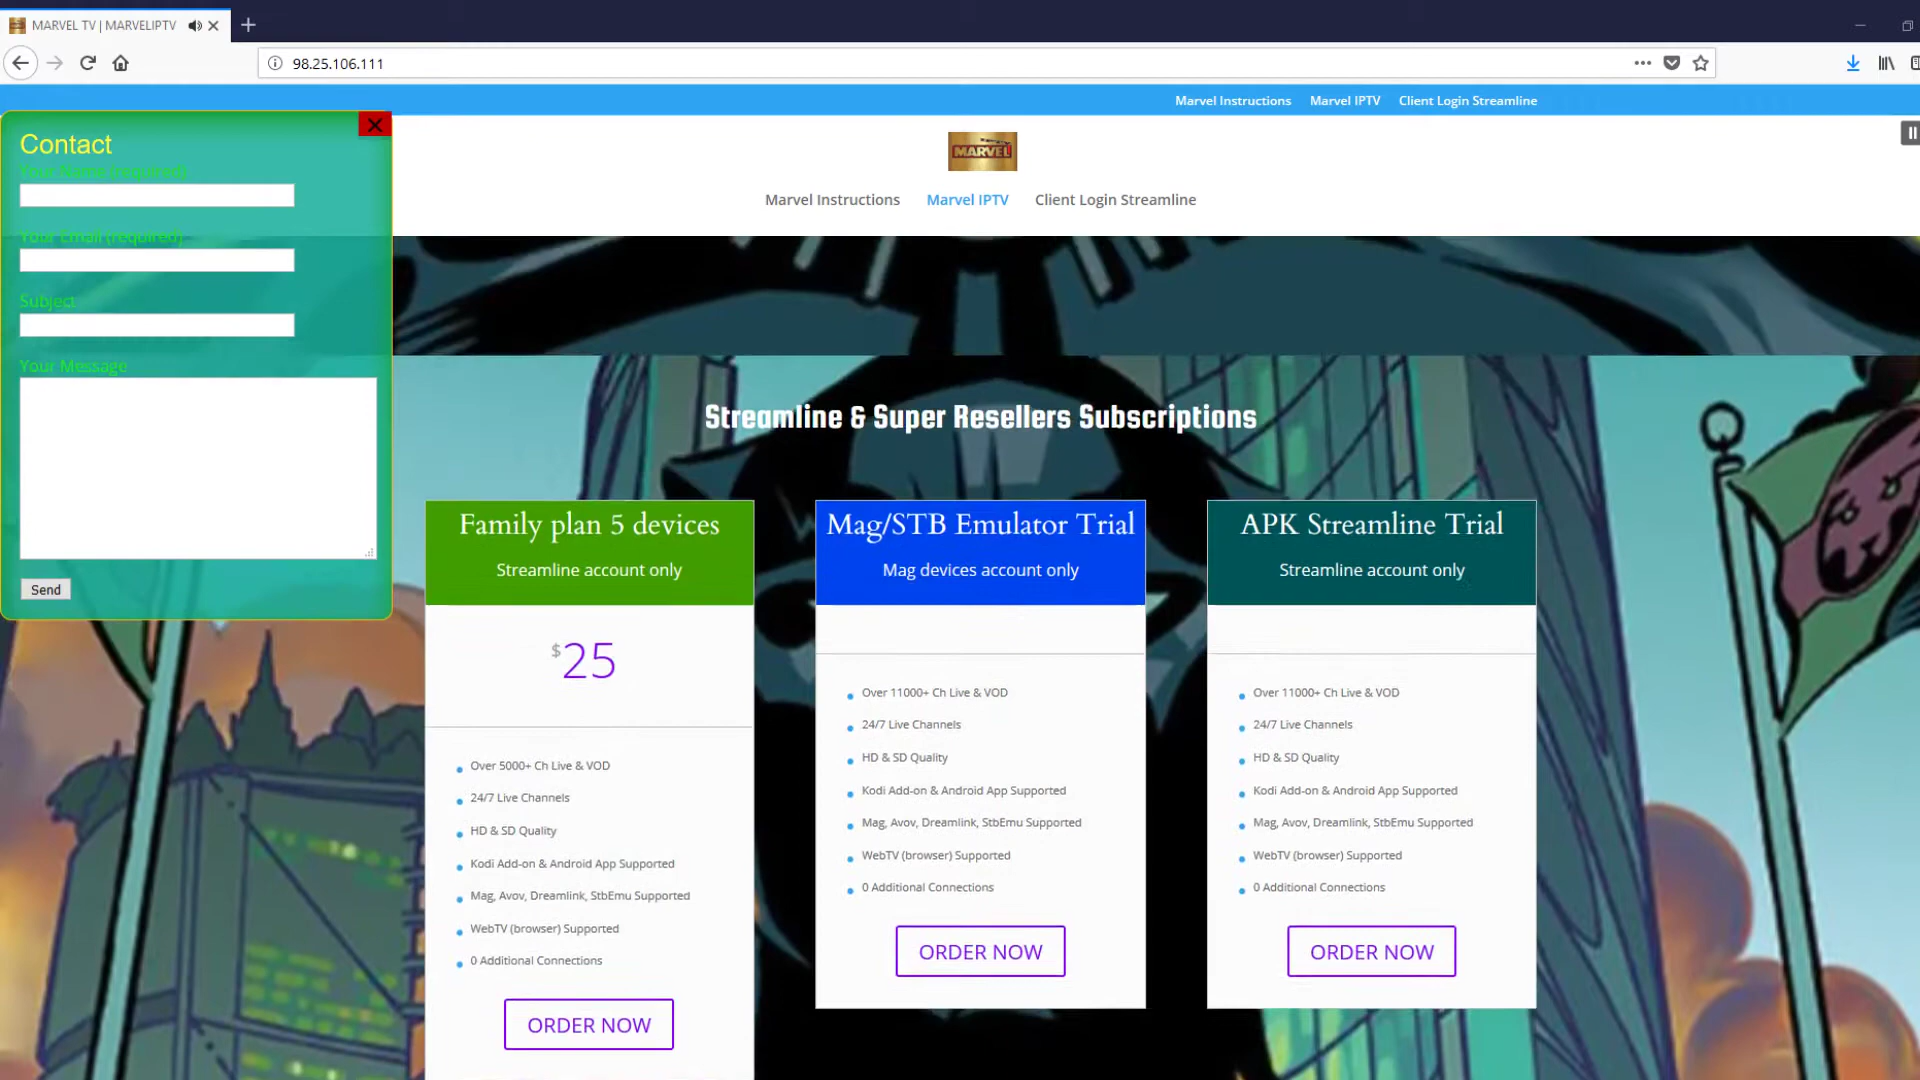 MARVEL TV | MARVELIPTV
98.25.106.111
Marvel Instructions Marvel IPTV Client Login Streamline
MARVEL
Marvel Instructions Marvel IPTV Client Login Streamline
Contact
Your Name (required)
Your Email (required)
Subject
Your Message
Send
Streamline & Super Resellers Subscriptions
Family plan 5 devices
Streamline account only
$25
Over 5000+ Ch Live & VOD
24/7 Live Channels
HD & SD Quality
Kodi Add-on & Android App Supported
Mag, Avov, Dreamlink, StbEmu Supported
WebTV (browser) Supported
0 Additional Connections
ORDER NOW
Mag/STB Emulator Trial
Mag devices account only
Over 11000+ Ch Live & VOD
24/7 Live Channels
HD & SD Quality
Kodi Add-on & Android App Supported
Mag, Avov, Dreamlink, StbEmu Supported
WebTV (browser) Supported
0 Additional Connections
ORDER NOW
APK Streamline Trial
Streamline account only
Over 11000+ Ch Live & VOD
24/7 Live Channels
HD & SD Quality
Kodi Add-on & Android App Supported
Mag, Avov, Dreamlink, StbEmu Supported
WebTV (browser) Supported
0 Additional Connections
ORDER NOW